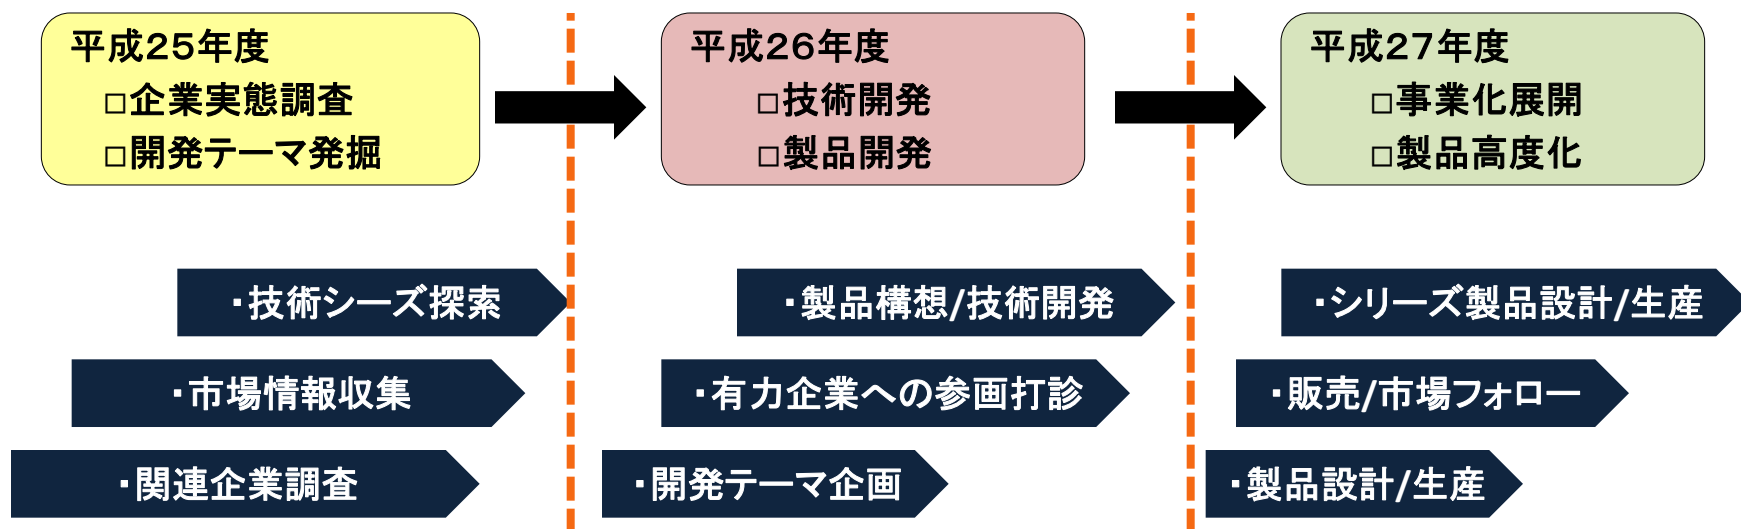 平成25年度
□企業実態調査
□開発テーマ発掘
平成26年度
□技術開発
□製品開発
平成27年度
□事業化展開
□製品高度化
・技術シーズ探索
・製品構想/技術開発
・シリーズ製品設計/生産
・市場情報収集
・有力企業への参画打診
・販売/市場フォロー
・関連企業調査
・開発テーマ企画
・製品設計/生産